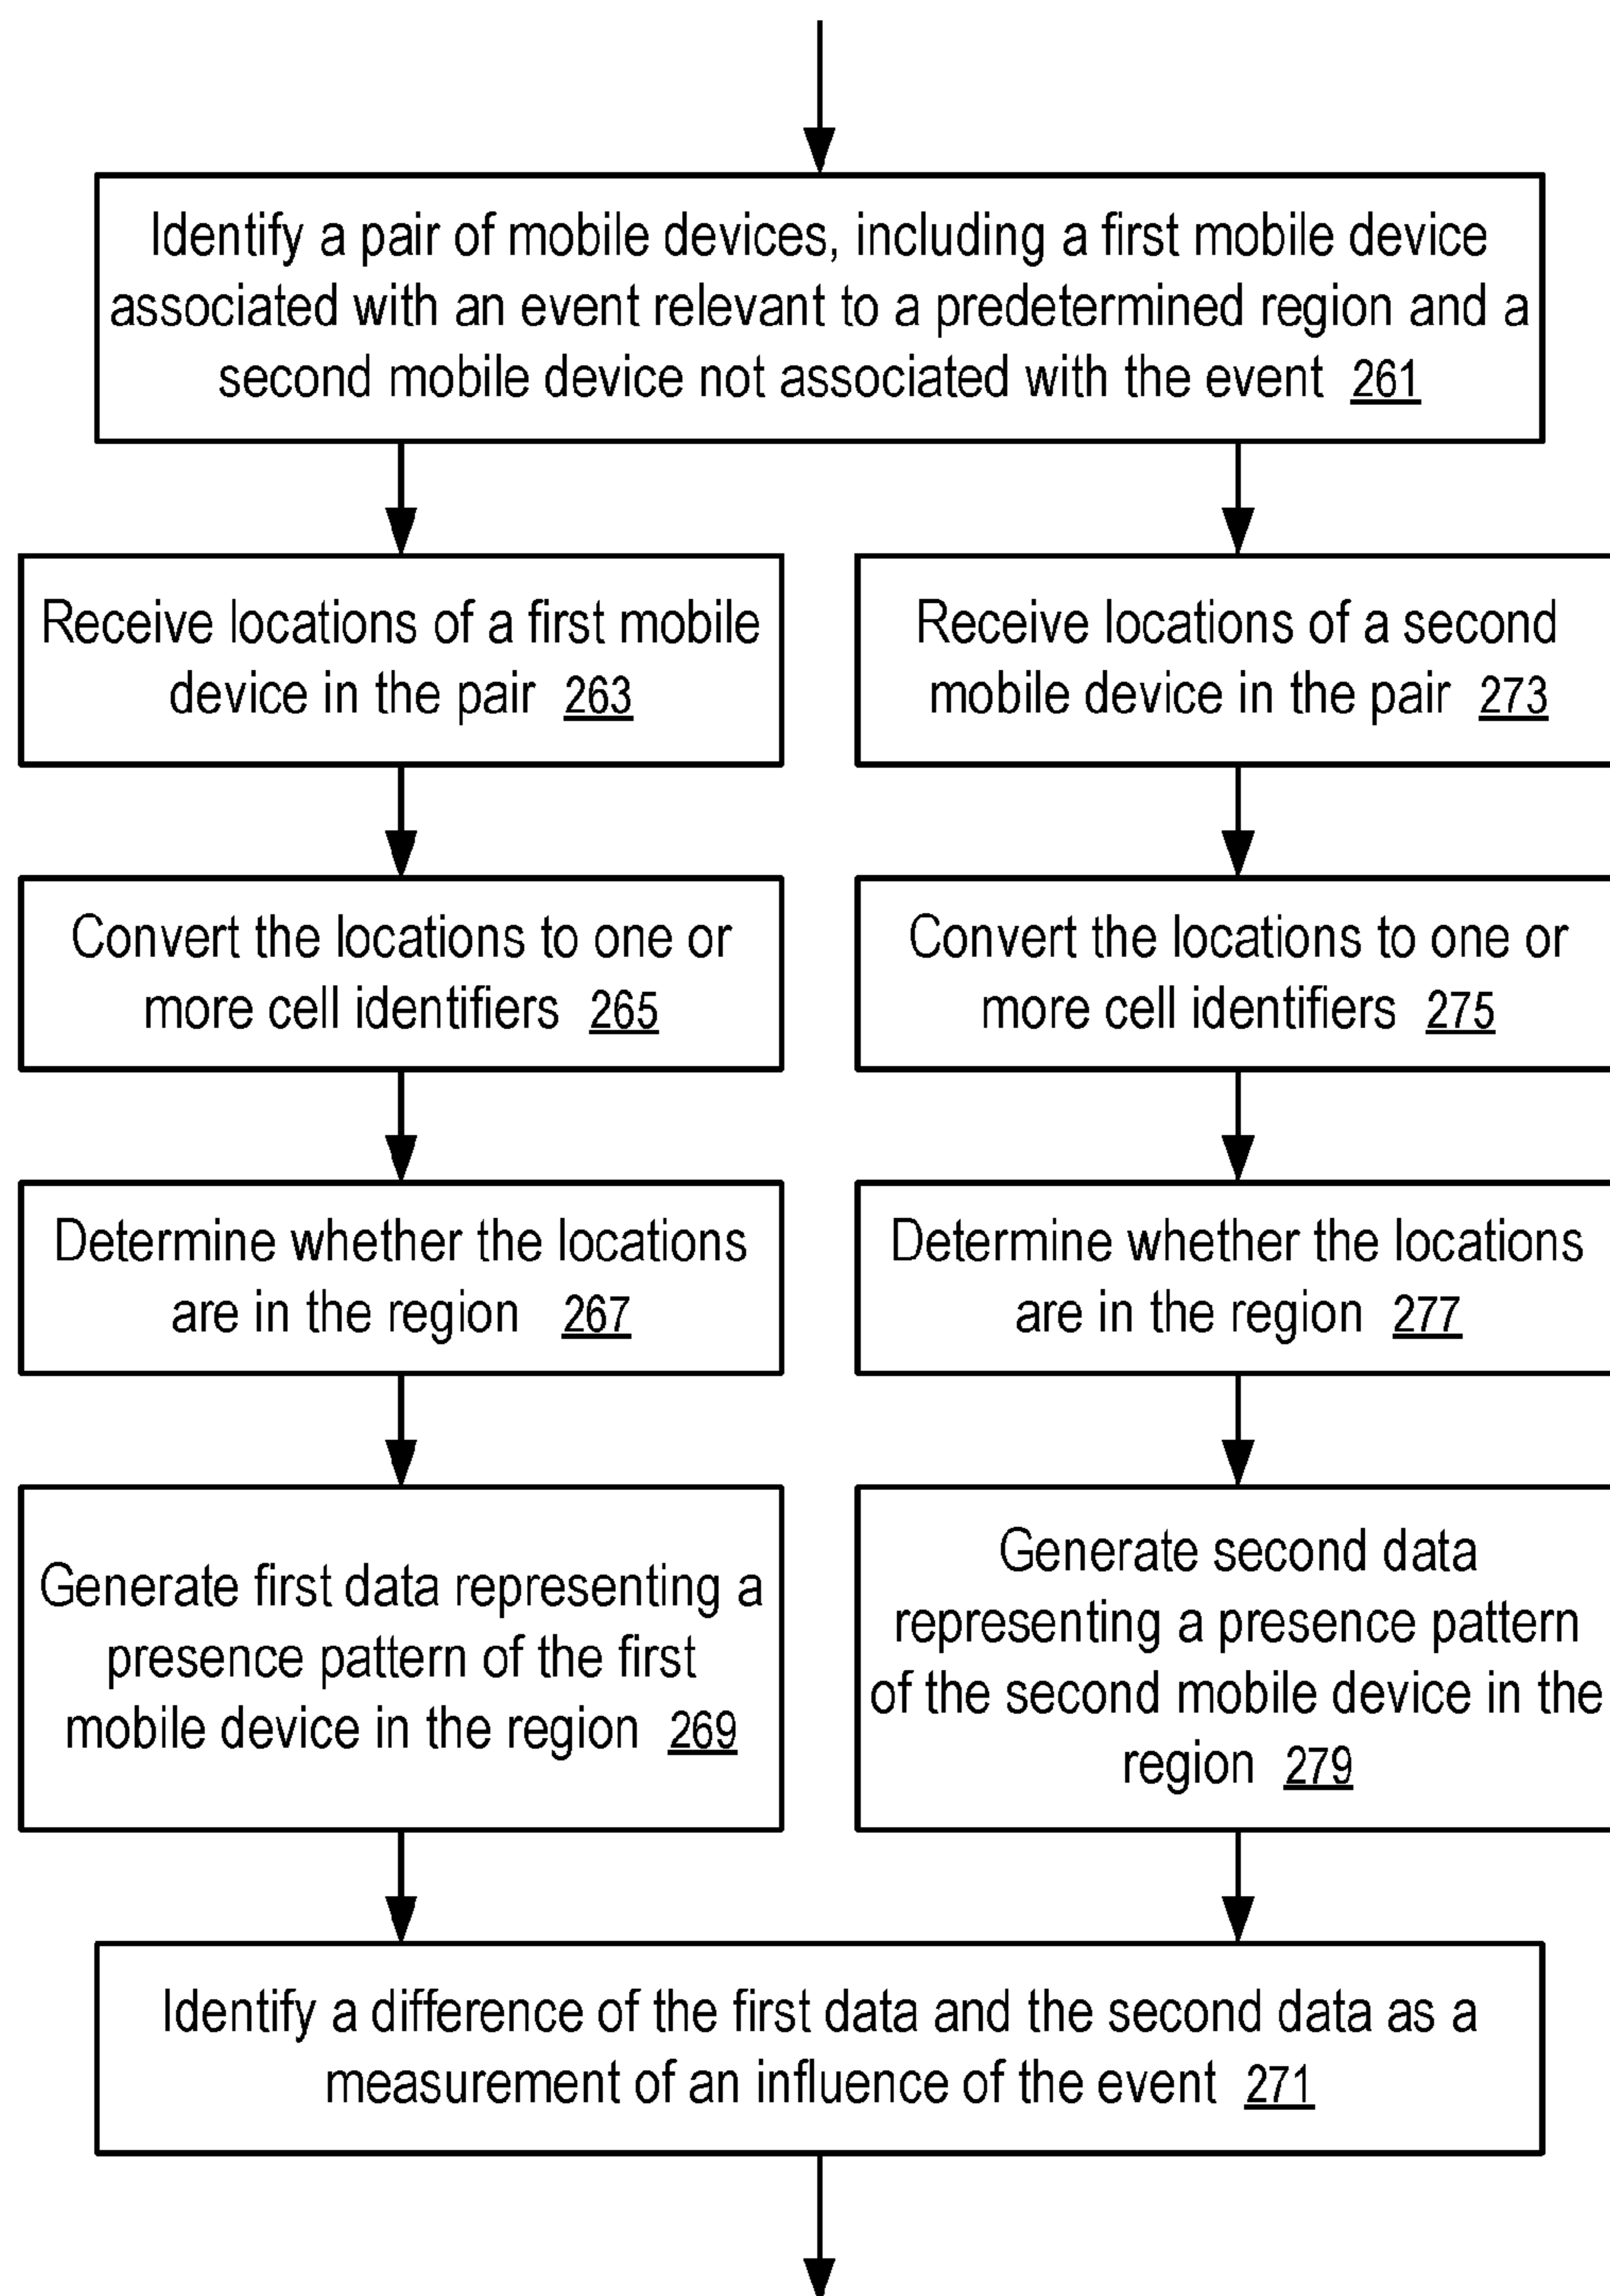 Identify a pair of mobile devices, including a first mobile device
associated with an event relevant to a predetermined region and a
second mobile device not associated with the event 261
Receive locations of a first mobile
device in the pair 263
Convert the locations to one or
more cell identifiers 265
Determine whether the locations
are in the region 267
Generate first data representing a
presence pattern of the first
mobile device in the region 269
Receive locations of a second
mobile device in the pair 273
Convert the locations to one or
more cell identifiers 275
Determine whether the locations
are in the region 277
Generate second data
representing a presence pattern
of the second mobile device in the
region 279
Identify a difference of the first data and the second data as a
measurement of an influence of the event 271